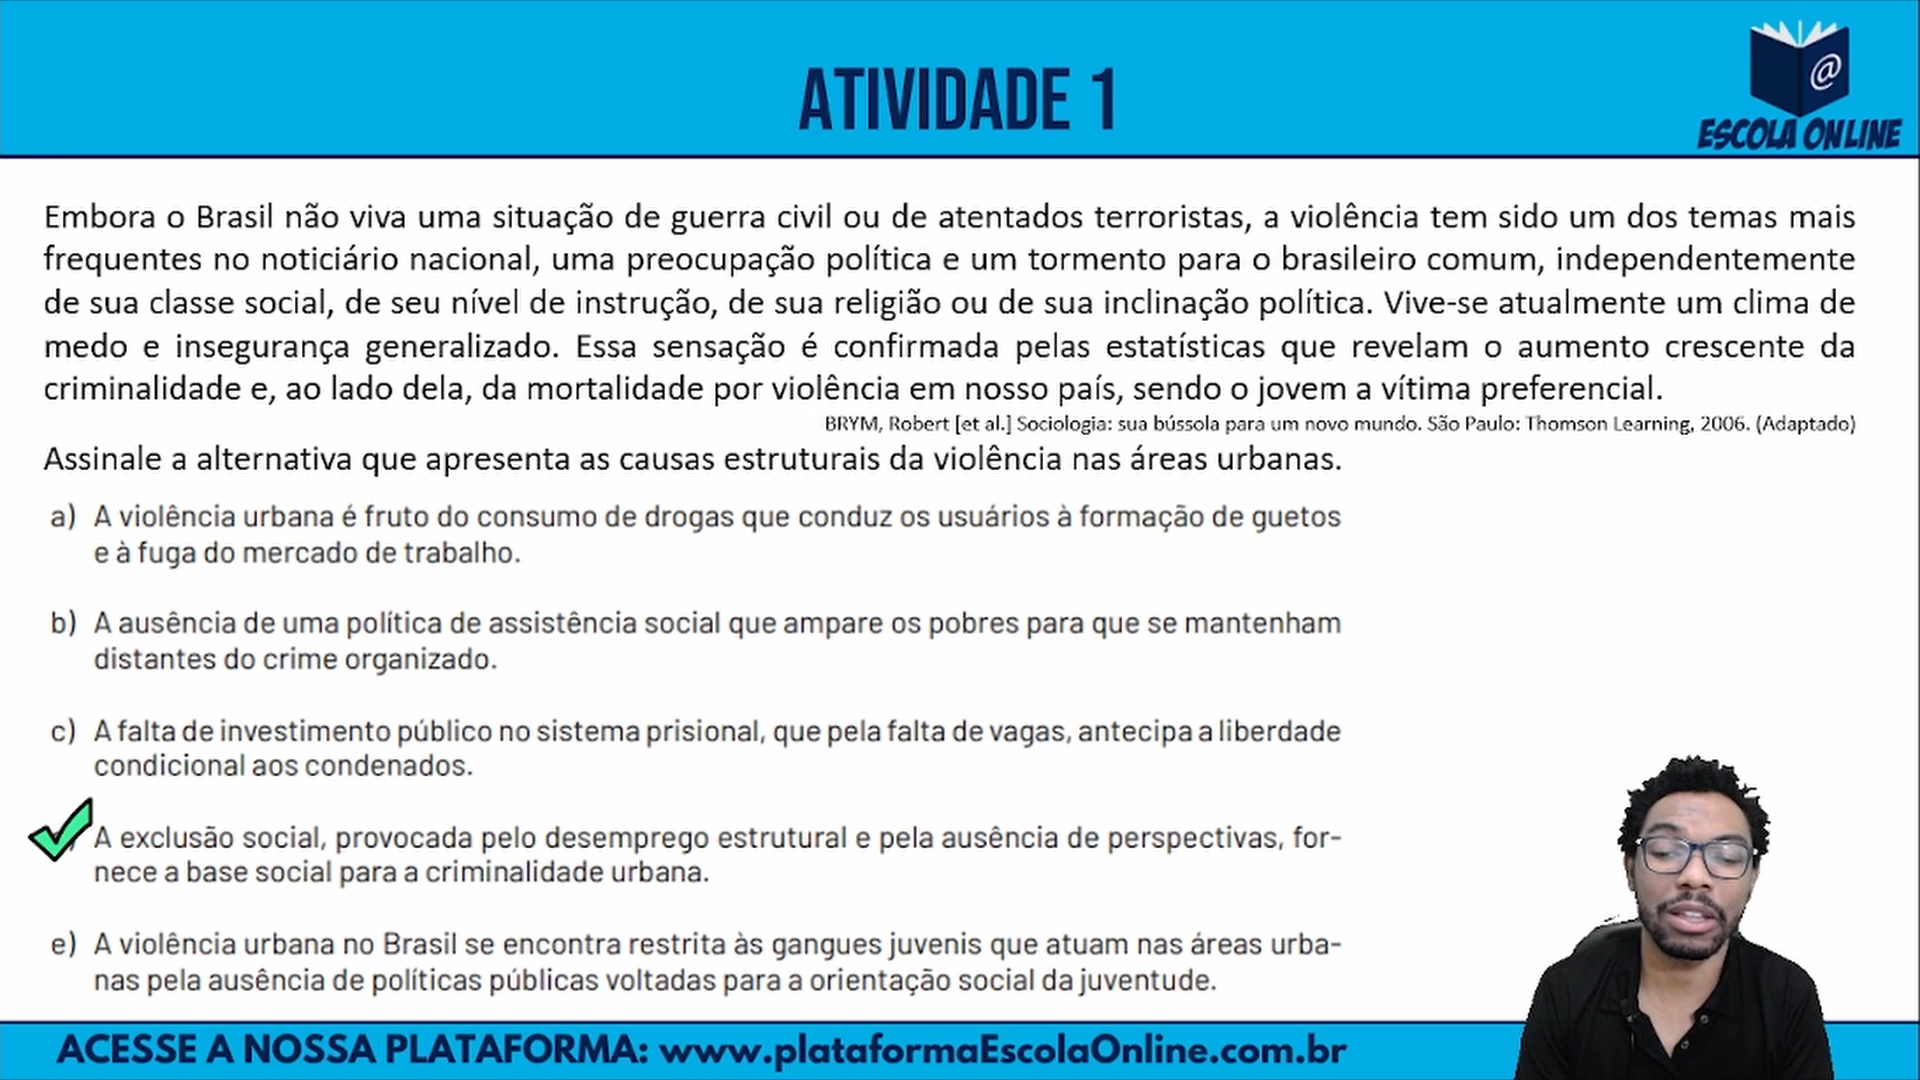 ATIVIDADE 1
@
ESCOLA ONLINE
Embora o Brasil não viva uma situação de guerra civil ou de atentados terroristas, a violência tem sido um dos temas mais
frequentes no noticiário nacional, uma preocupação política e um tormento para o brasileiro comum, independentemente
de sua classe social, de seu nível de instrução, de sua religião ou de sua inclinação política. Vive-se atualmente um clima de
medo e insegurança generalizado. Essa sensação é confirmada pelas estatísticas que revelam o aumento crescente da
criminalidade e, ao lado dela, da mortalidade por violência em nosso país, sendo o jovem a vítima preferencial.
BRYM, Robert [et al.] Sociologia: sua bússola para um novo mundo. São Paulo: Thomson Learning, 2006. (Adaptado)
Assinale a alternativa que apresenta as causas estruturais da violência nas áreas urbanas.
a) A violência urbana é fruto do consumo de drogas que conduz os usuários à formação de guetos
e à fuga do mercado de trabalho.
b) A ausência de uma política de assistência social que ampare os pobres para que se mantenham
distantes do crime organizado.
c) A falta de investimento público no sistema prisional, que pela falta de vagas, antecipa a liberdade
condicional aos condenados.
A exclusão social, provocada pelo desemprego estrutural e pela ausência de perspectivas, for-
nece a base social para a criminalidade urbana.
e) A violência urbana no Brasil se encontra restrita às gangues juvenis que atuam nas áreas urba-
nas pela ausência de políticas públicas voltadas para a orientação social da juventude.
ACESSE A NOSSA PLATAFORMA: www.plataformaEscolaOnline.com.br